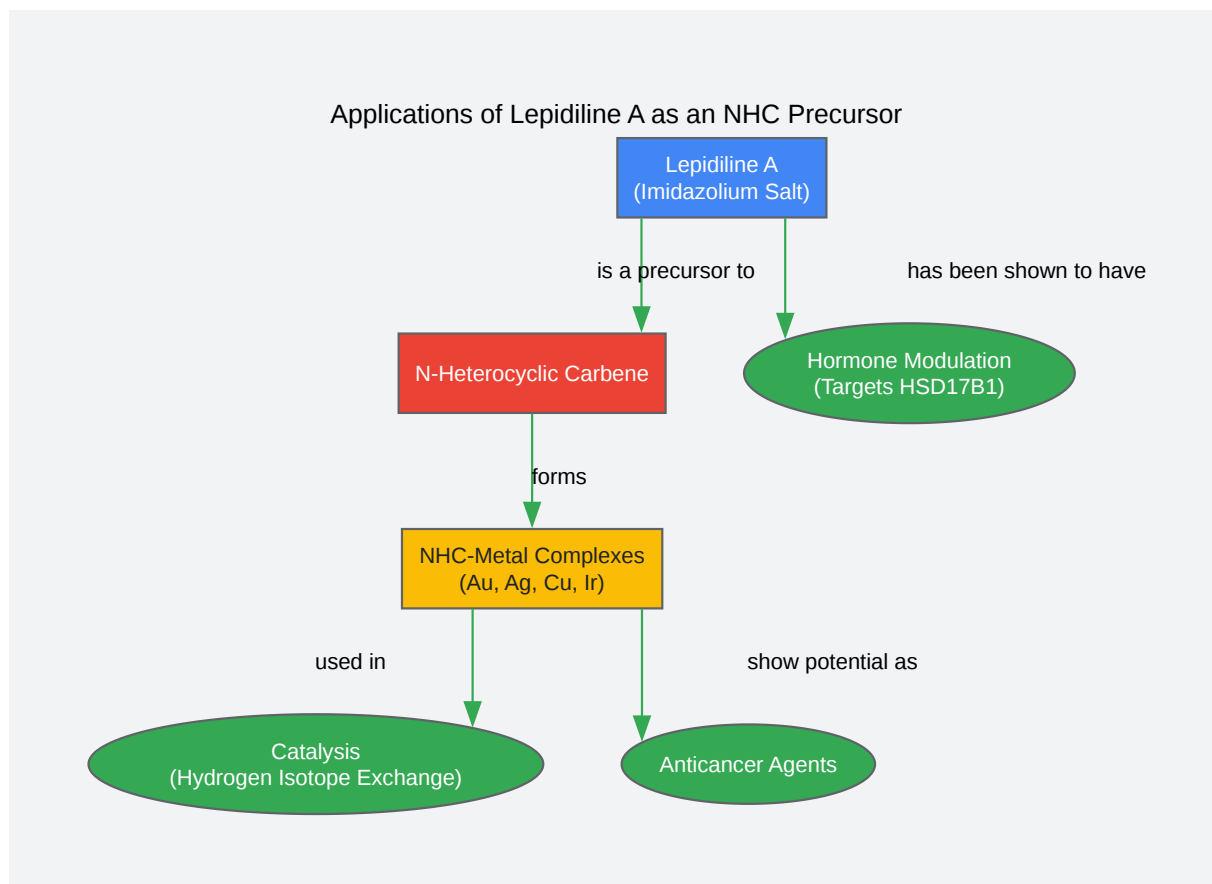 Applications of Lepidiline A as an NHC Precursor
Lepidiline A
(Imidazolium Salt)
is a precursor to
has been shown to have
N-Heterocyclic Carbene
Hormone Modulation
(Targets HSD17B1)
forms
NHC-Metal Complexes
(Au, Ag, Cu, Ir)
used in
show potential as
Catalysis
(Hydrogen Isotope Exchange)
Anticancer Agents